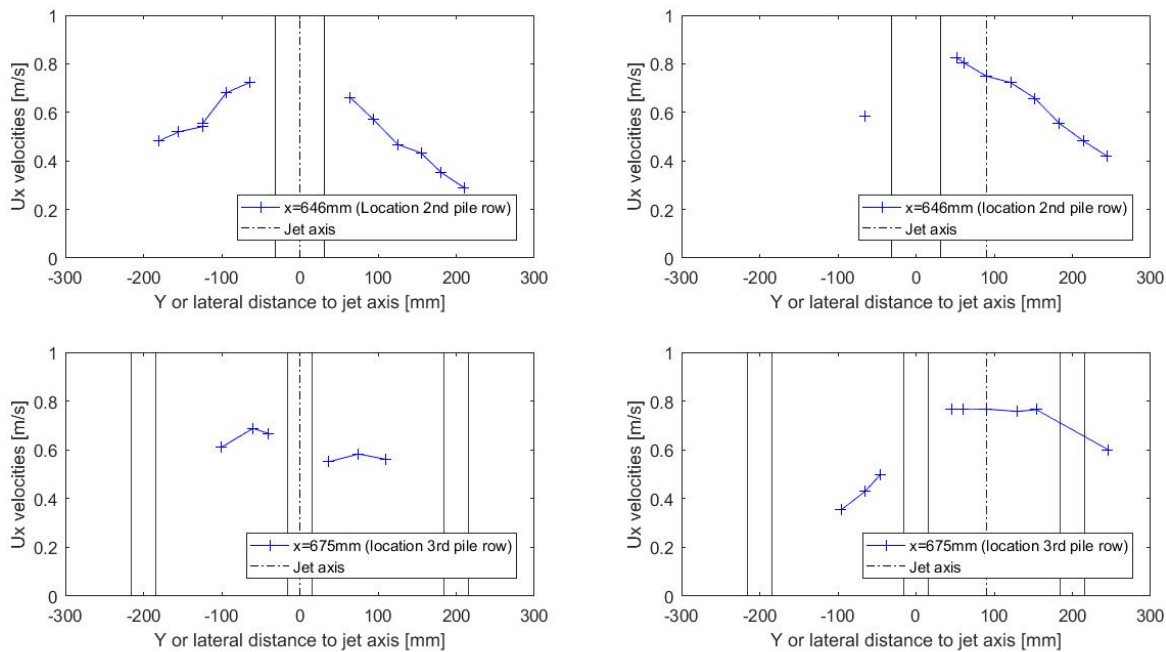 Ux velocities [m/s]
1
0.8
0.6
0.4
0.2
0
x=646mm (Location 2nd pile row)
Jet axis
-300 -200 -100 0 100 200 300
Y or lateral distance to jet axis [mm]
Ux velocities [m/s]
1
0.8
0.6
0.4
0.2
0
x=646mm (location 2nd pile row)
Jet axis
-300 -200 -100 0 100 200 300
Y or lateral distance to jet axis [mm]
Ux velocities [m/s]
1
0.8
0.6
0.4
0.2
0
x=675mm (location 3rd pile row)
Jet axis
-300 -200 -100 0 100 200 300
Y or lateral distance to jet axis [mm]
Ux velocities [m/s]
1
0.8
0.6
0.4
0.2
0
x=675mm (location 3rd pile row)
Jet axis
-300 -200 -100 0 100 200 300
Y or lateral distance to jet axis [mm]